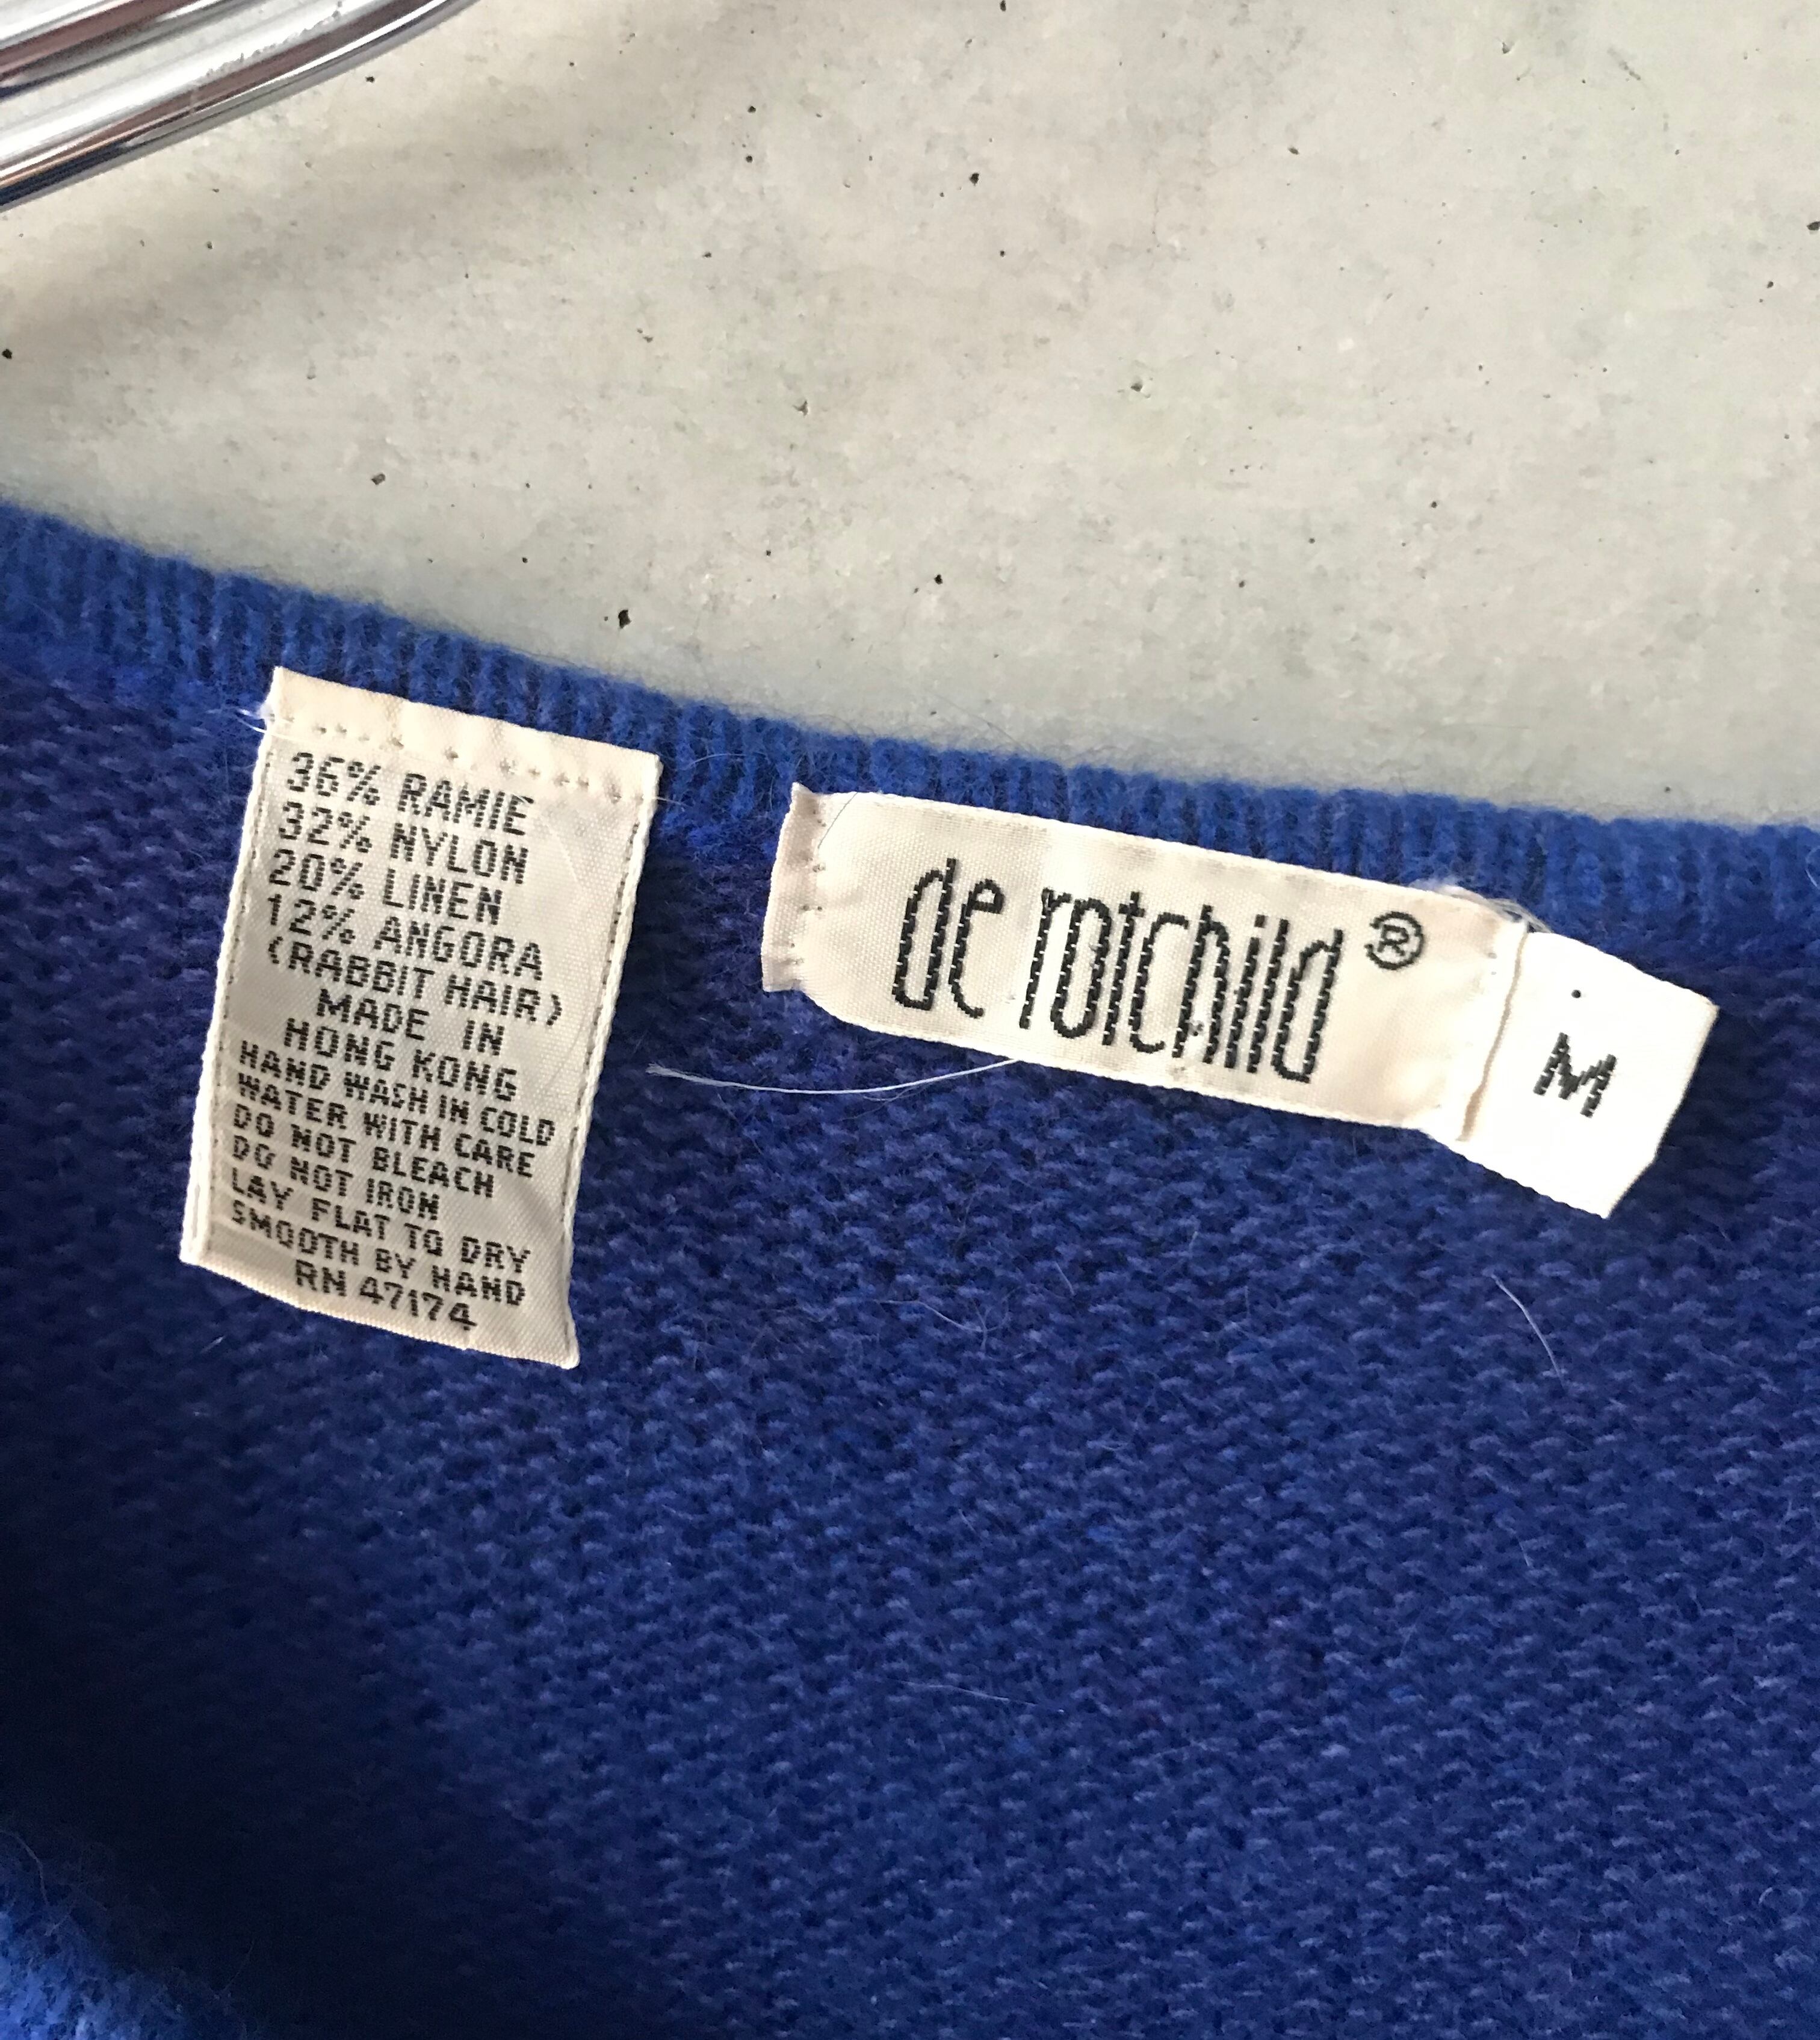 36% RAMIE
32% NYLON
20% LINEN
12% ANGORA
(RABBIT HAIR)
MADE IN
HONG KONG
HAND WASH IN COLD
WATER WITH CARE
DO NOT BLEACH
DO NOT IRON
LAY FLAT TO DRY
SMOOTH BY HAND
RN 47174
de rotchild ®
M